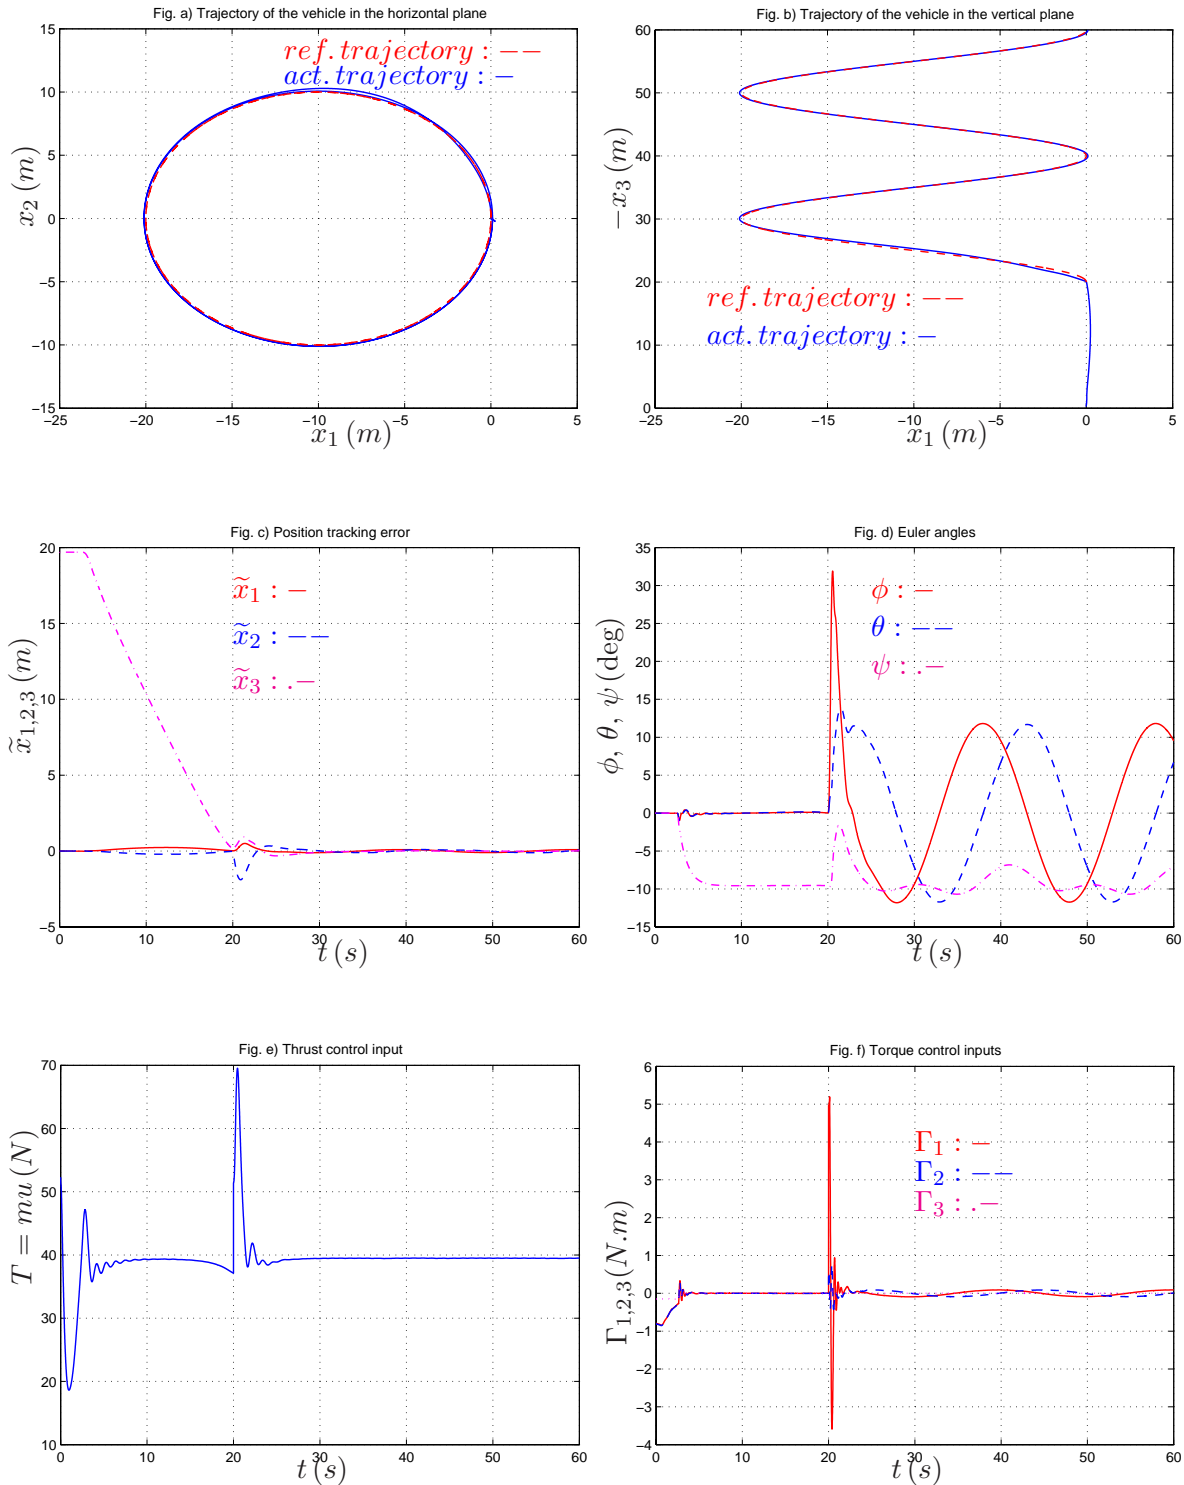 Fig. a) Trajectory of the vehicle in the horizontal plane
15
10
5
0
−5
−10
−15
−25
−20
−15
−10
−5
0
5
x₂ (m)
x₁ (m)
ref.trajectory : −−
act.trajectory : −
Fig. b) Trajectory of the vehicle in the vertical plane
60
50
40
30
20
10
0
−25
−20
−15
−10
−5
0
5
−x₃ (m)
x₁ (m)
ref.trajectory : −−
act.trajectory : −
Fig. c) Position tracking error
20
15
10
5
0
−5
0
10
20
30
40
50
60
x̃₁,₂,₃ (m)
t (s)
x̃₁ : −
x̃₂ : −−
x̃₃ : .−
Fig. d) Euler angles
35
30
25
20
15
10
5
0
−5
−10
−15
0
10
20
30
40
50
60
ϕ, θ, ψ (deg)
t (s)
ϕ : −
θ : −−
ψ : .−
Fig. e) Thrust control input
70
60
50
40
30
20
10
0
10
20
30
40
50
60
T = mu (N)
t (s)
Fig. f) Torque control inputs
6
5
4
3
2
1
0
−1
−2
−3
−4
0
10
20
30
40
50
60
Γ₁,₂,₃ (N.m)
t (s)
Γ₁ : −
Γ₂ : −−
Γ₃ : .−